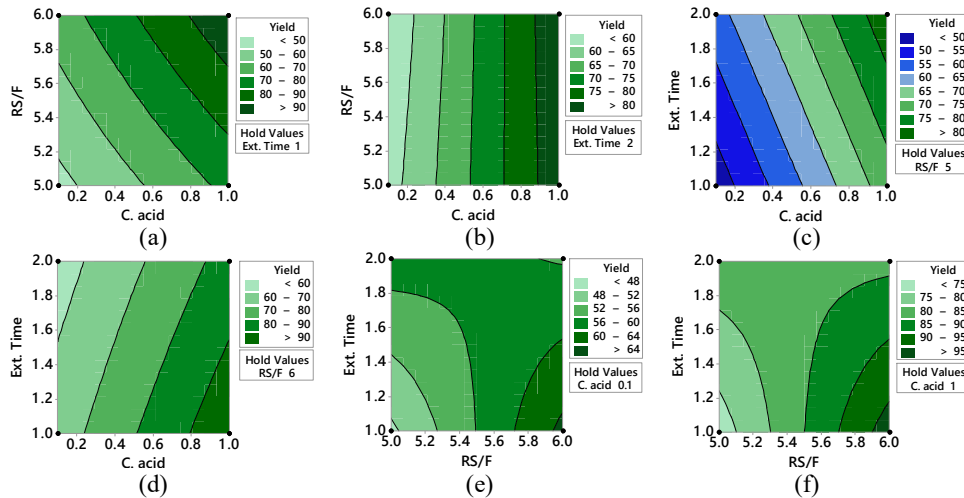 6.0
5.8
5.6
5.4
5.2
5.0
RS/F
0.2 0.4 0.6 0.8 1.0
C. acid
Yield
< 50
50 – 60
60 – 70
70 – 80
80 – 90
> 90
Hold Values
Ext. Time 1
(a)
6.0
5.8
5.6
5.4
5.2
5.0
RS/F
0.2 0.4 0.6 0.8 1.0
C. acid
Yield
< 60
60 – 65
65 – 70
70 – 75
75 – 80
> 80
Hold Values
Ext. Time 2
(b)
2.0
1.8
1.6
1.4
1.2
1.0
Ext. Time
0.2 0.4 0.6 0.8 1.0
C. acid
Yield
< 50
50 – 55
55 – 60
60 – 65
65 – 70
70 – 75
75 – 80
> 80
Hold Values
RS/F 5
(c)
2.0
1.8
1.6
1.4
1.2
1.0
Ext. Time
0.2 0.4 0.6 0.8 1.0
C. acid
Yield
< 60
60 – 70
70 – 80
80 – 90
> 90
Hold Values
RS/F 6
(d)
2.0
1.8
1.6
1.4
1.2
1.0
Ext. Time
5.0 5.2 5.4 5.6 5.8 6.0
RS/F
Yield
< 48
48 – 52
52 – 56
56 – 60
60 – 64
> 64
Hold Values
C. acid 0.1
(e)
2.0
1.8
1.6
1.4
1.2
1.0
Ext. Time
5.0 5.2 5.4 5.6 5.8 6.0
RS/F
Yield
< 75
75 – 80
80 – 85
85 – 90
90 – 95
> 95
Hold Values
C. acid 1
(f)